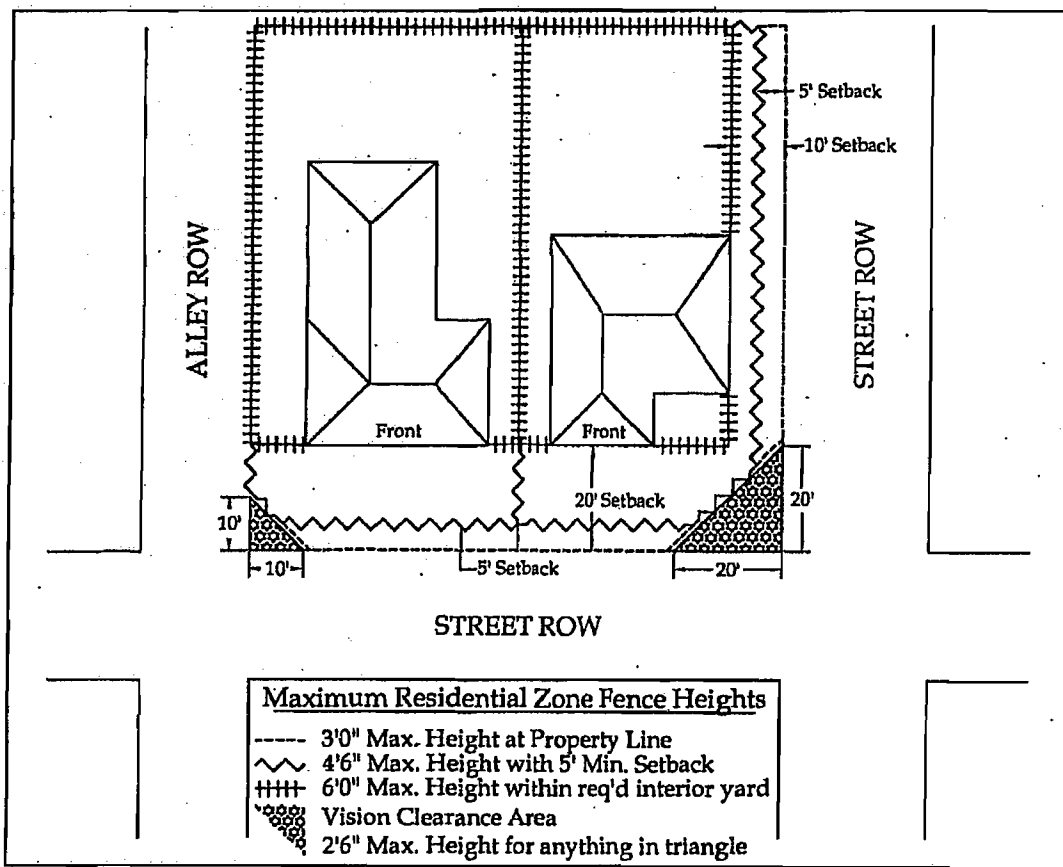 5' Setback
10' Setback
ALLEY ROW
STREET ROW
Front
Front
20' Setback
10'
20'
10'
5' Setback
20'
STREET ROW
Maximum Residential Zone Fence Heights
3'0" Max. Height at Property Line
4'6" Max. Height with 5' Min. Setback
6'0" Max. Height within req'd interior yard
Vision Clearance Area
2'6" Max. Height for anything in triangle